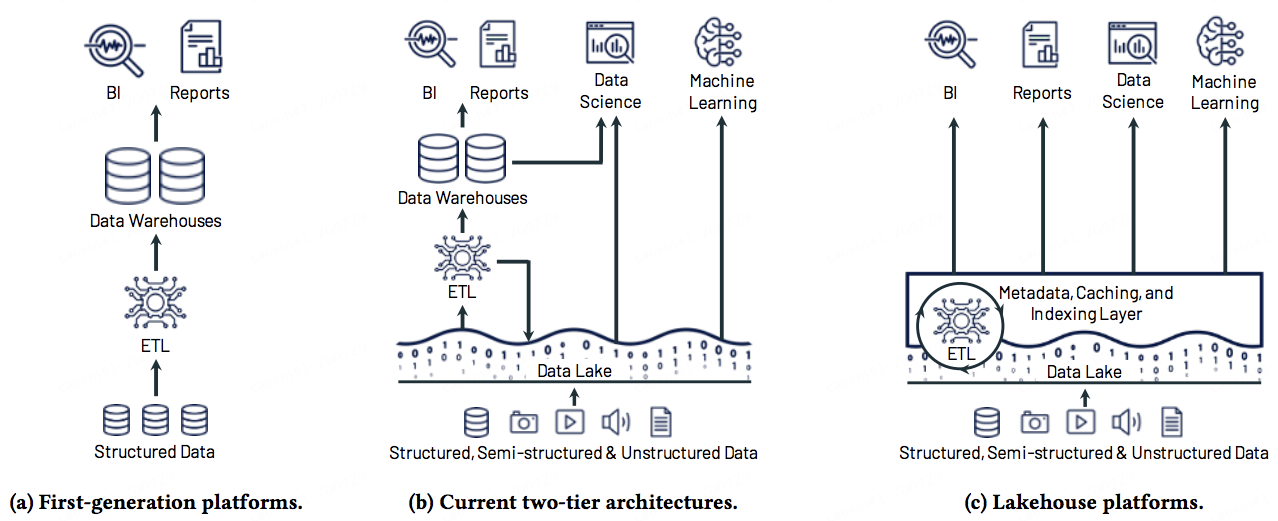 BI
Reports
Data Warehouses
ETL
Structured Data
(a) First-generation platforms.
BI
Reports
Data
Science
Machine
Learning
Data Warehouses
ETL
Data Lake
Structured, Semi-structured & Unstructured Data
(b) Current two-tier architectures.
BI
Reports
Data
Science
Machine
Learning
Metadata, Caching, and
Indexing Layer
ETL
Data Lake
Structured, Semi-structured & Unstructured Data
(c) Lakehouse platforms.